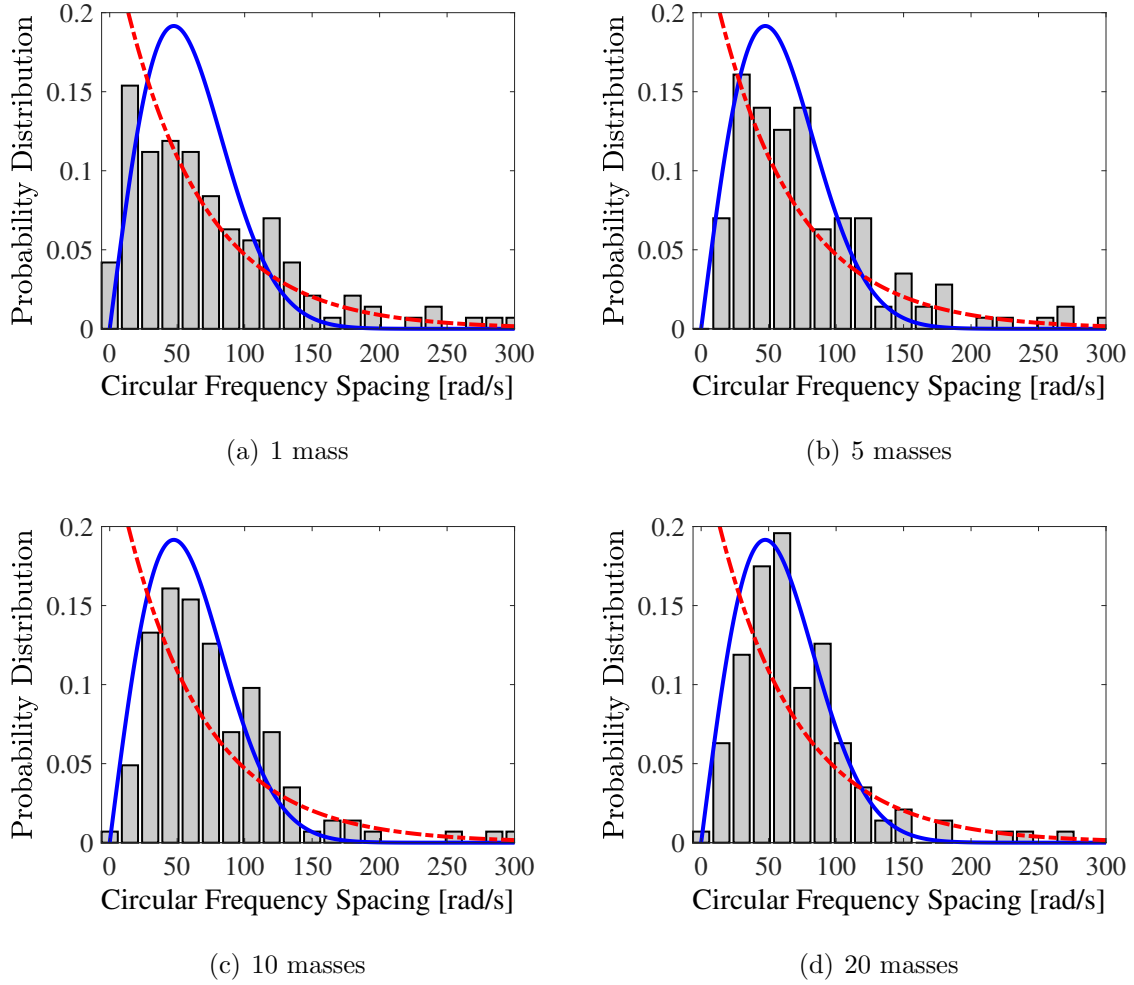 0.2
0.15
0.1
0.05
0
Probability Distribution
0 50 100 150 200 250 300
Circular Frequency Spacing [rad/s]
(a) 1 mass
0.2
0.15
0.1
0.05
0
Probability Distribution
0 50 100 150 200 250 300
Circular Frequency Spacing [rad/s]
(b) 5 masses
0.2
0.15
0.1
0.05
0
Probability Distribution
0 50 100 150 200 250 300
Circular Frequency Spacing [rad/s]
(c) 10 masses
0.2
0.15
0.1
0.05
0
Probability Distribution
0 50 100 150 200 250 300
Circular Frequency Spacing [rad/s]
(d) 20 masses